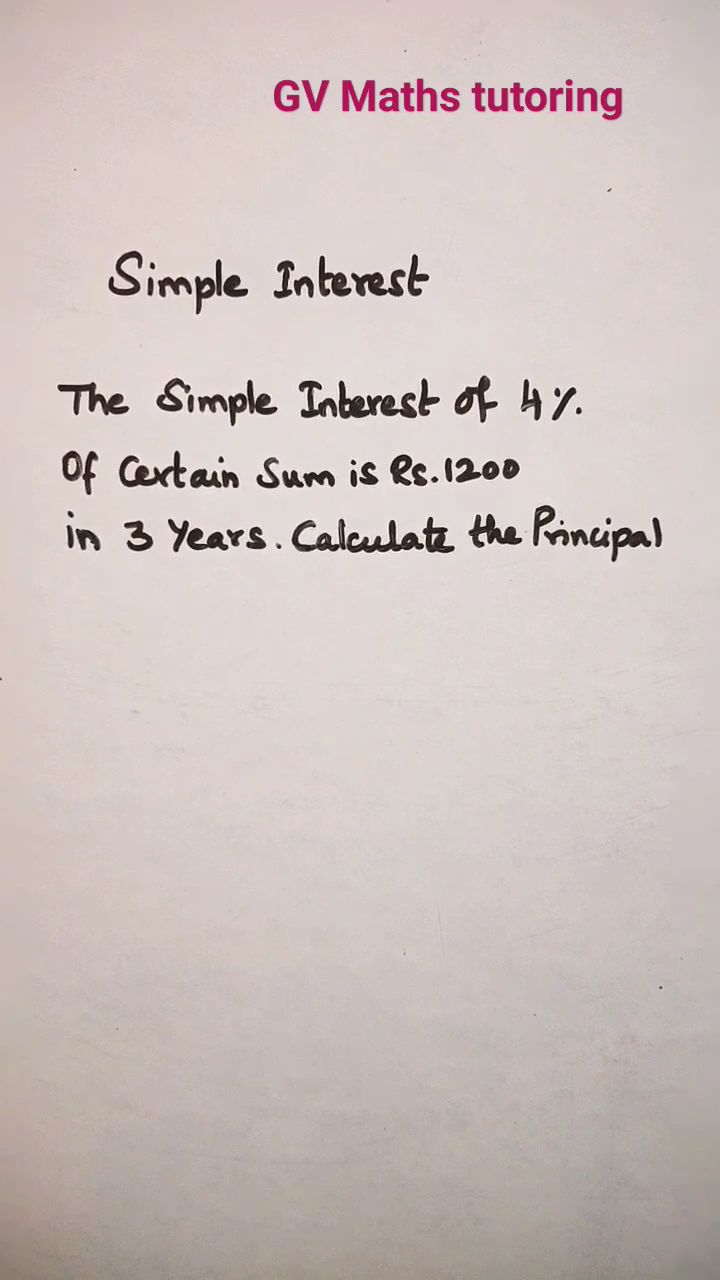 GV Maths tutoring
Simple Interest
The Simple Interest of 4%.
Of Certain Sum is Rs.1200
in 3 Years. Calculate the Principal